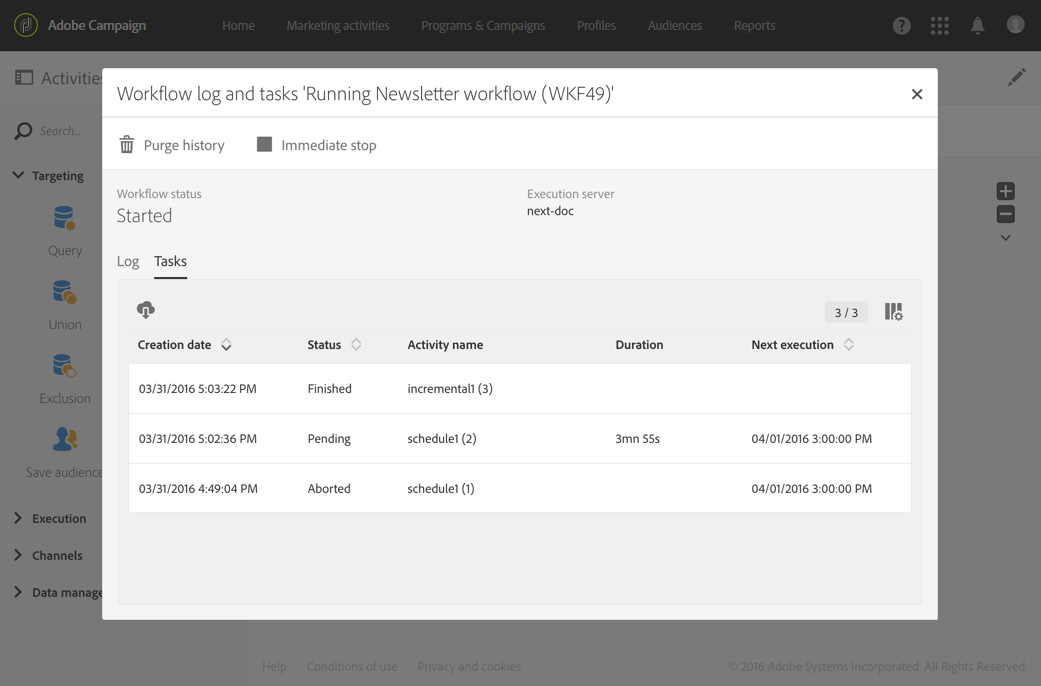 Adobe Campaign Home Marketing activities Programs & Campaigns Profiles Audiences Reports ?
Activities
Workflow log and tasks 'Running Newsletter workflow (WKF49)'
Search...
Purge history Immediate stop
Targeting
Workflow status Execution server
Started next-doc
Query
Log Tasks
3 / 3
Union
Creation date Status Activity name Duration Next execution
03/31/2016 5:03:22 PM Finished incremental1 (3)
Exclusion
03/31/2016 5:02:36 PM Pending schedule1 (2) 3mn 55s 04/01/2016 3:00:00 PM
Save audience
03/31/2016 4:49:04 PM Aborted schedule1 (1) 04/01/2016 3:00:00 PM
Execution
Channels
Data manage
Help Conditions of use Privacy and cookies © 2016 Adobe Systems Incorporated. All Rights Reserved.